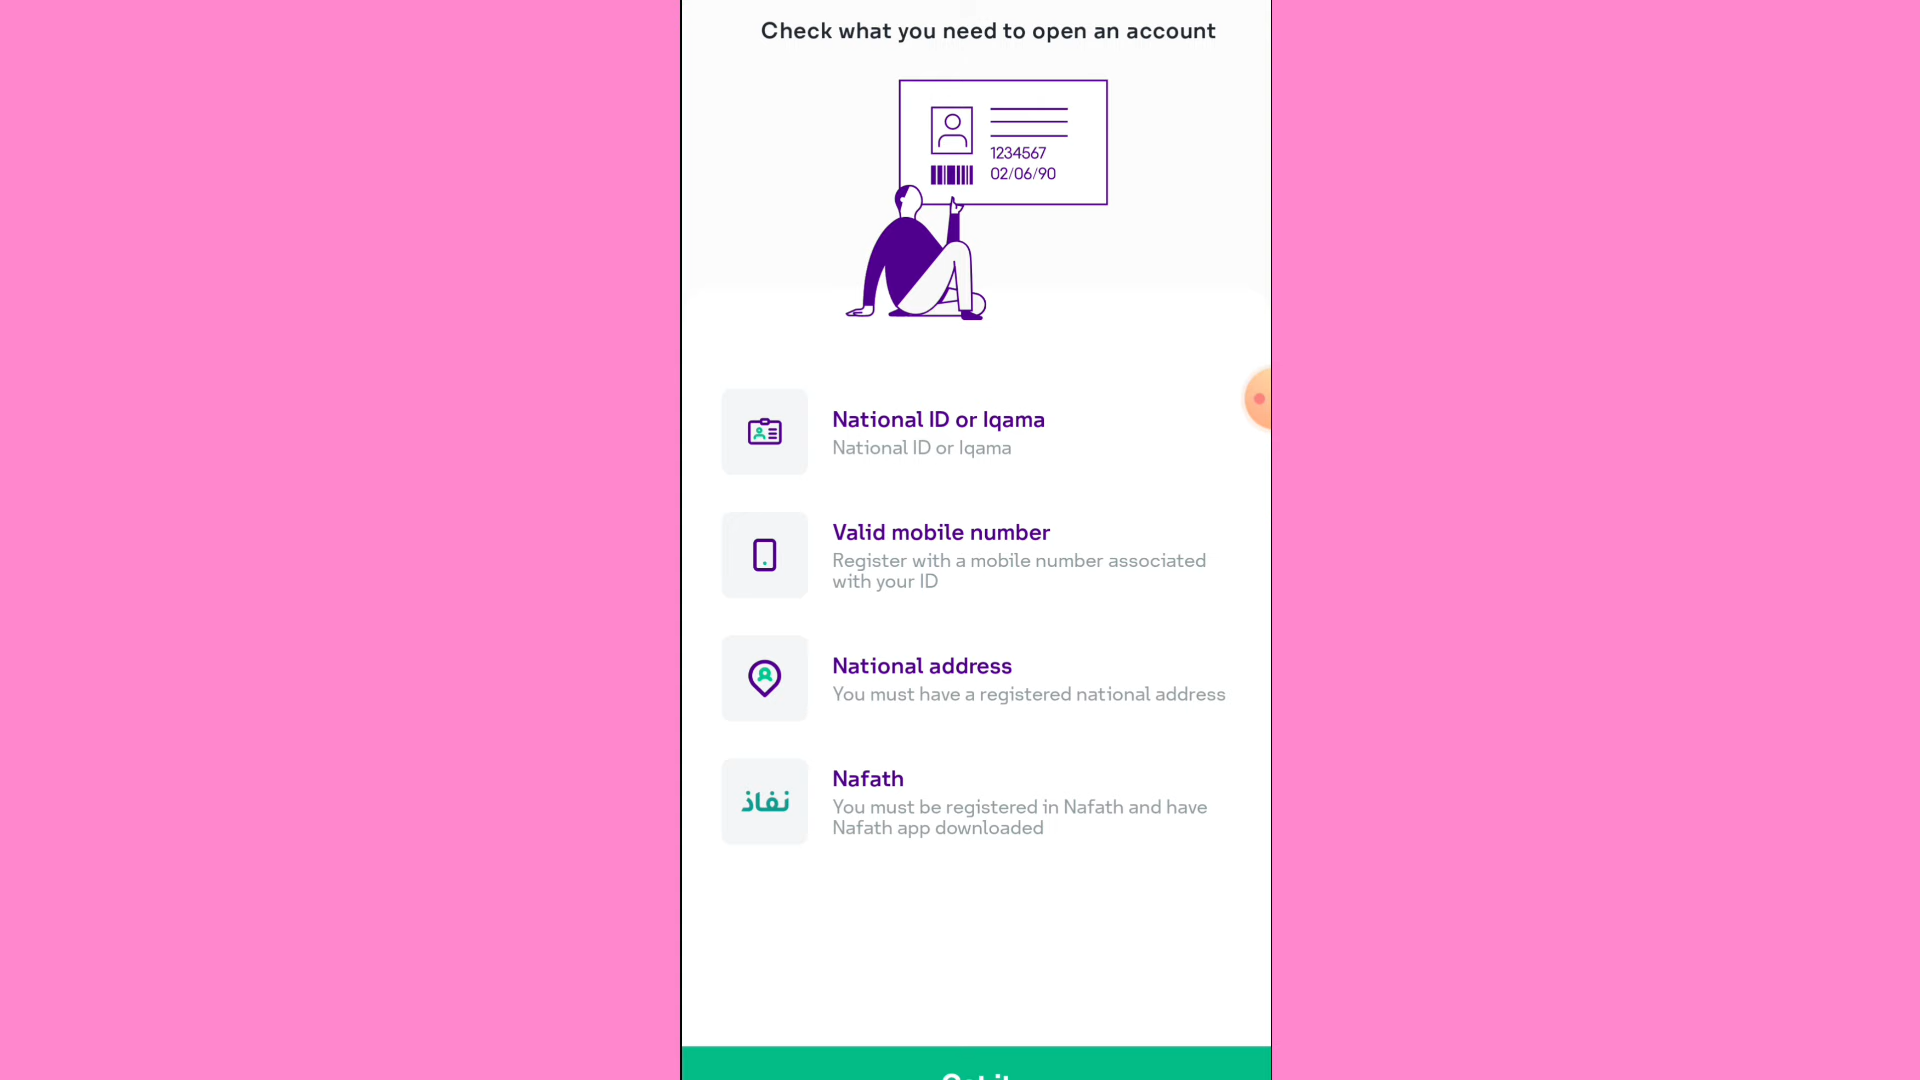 Check what you need to open an account
1234567
02/06/90
National ID or Iqama
National ID or Iqama
Valid mobile number
Register with a mobile number associated
with your ID
National address
You must have a registered national address
نفاذ
Nafath
You must be registered in Nafath and have
Nafath app downloaded
Got it